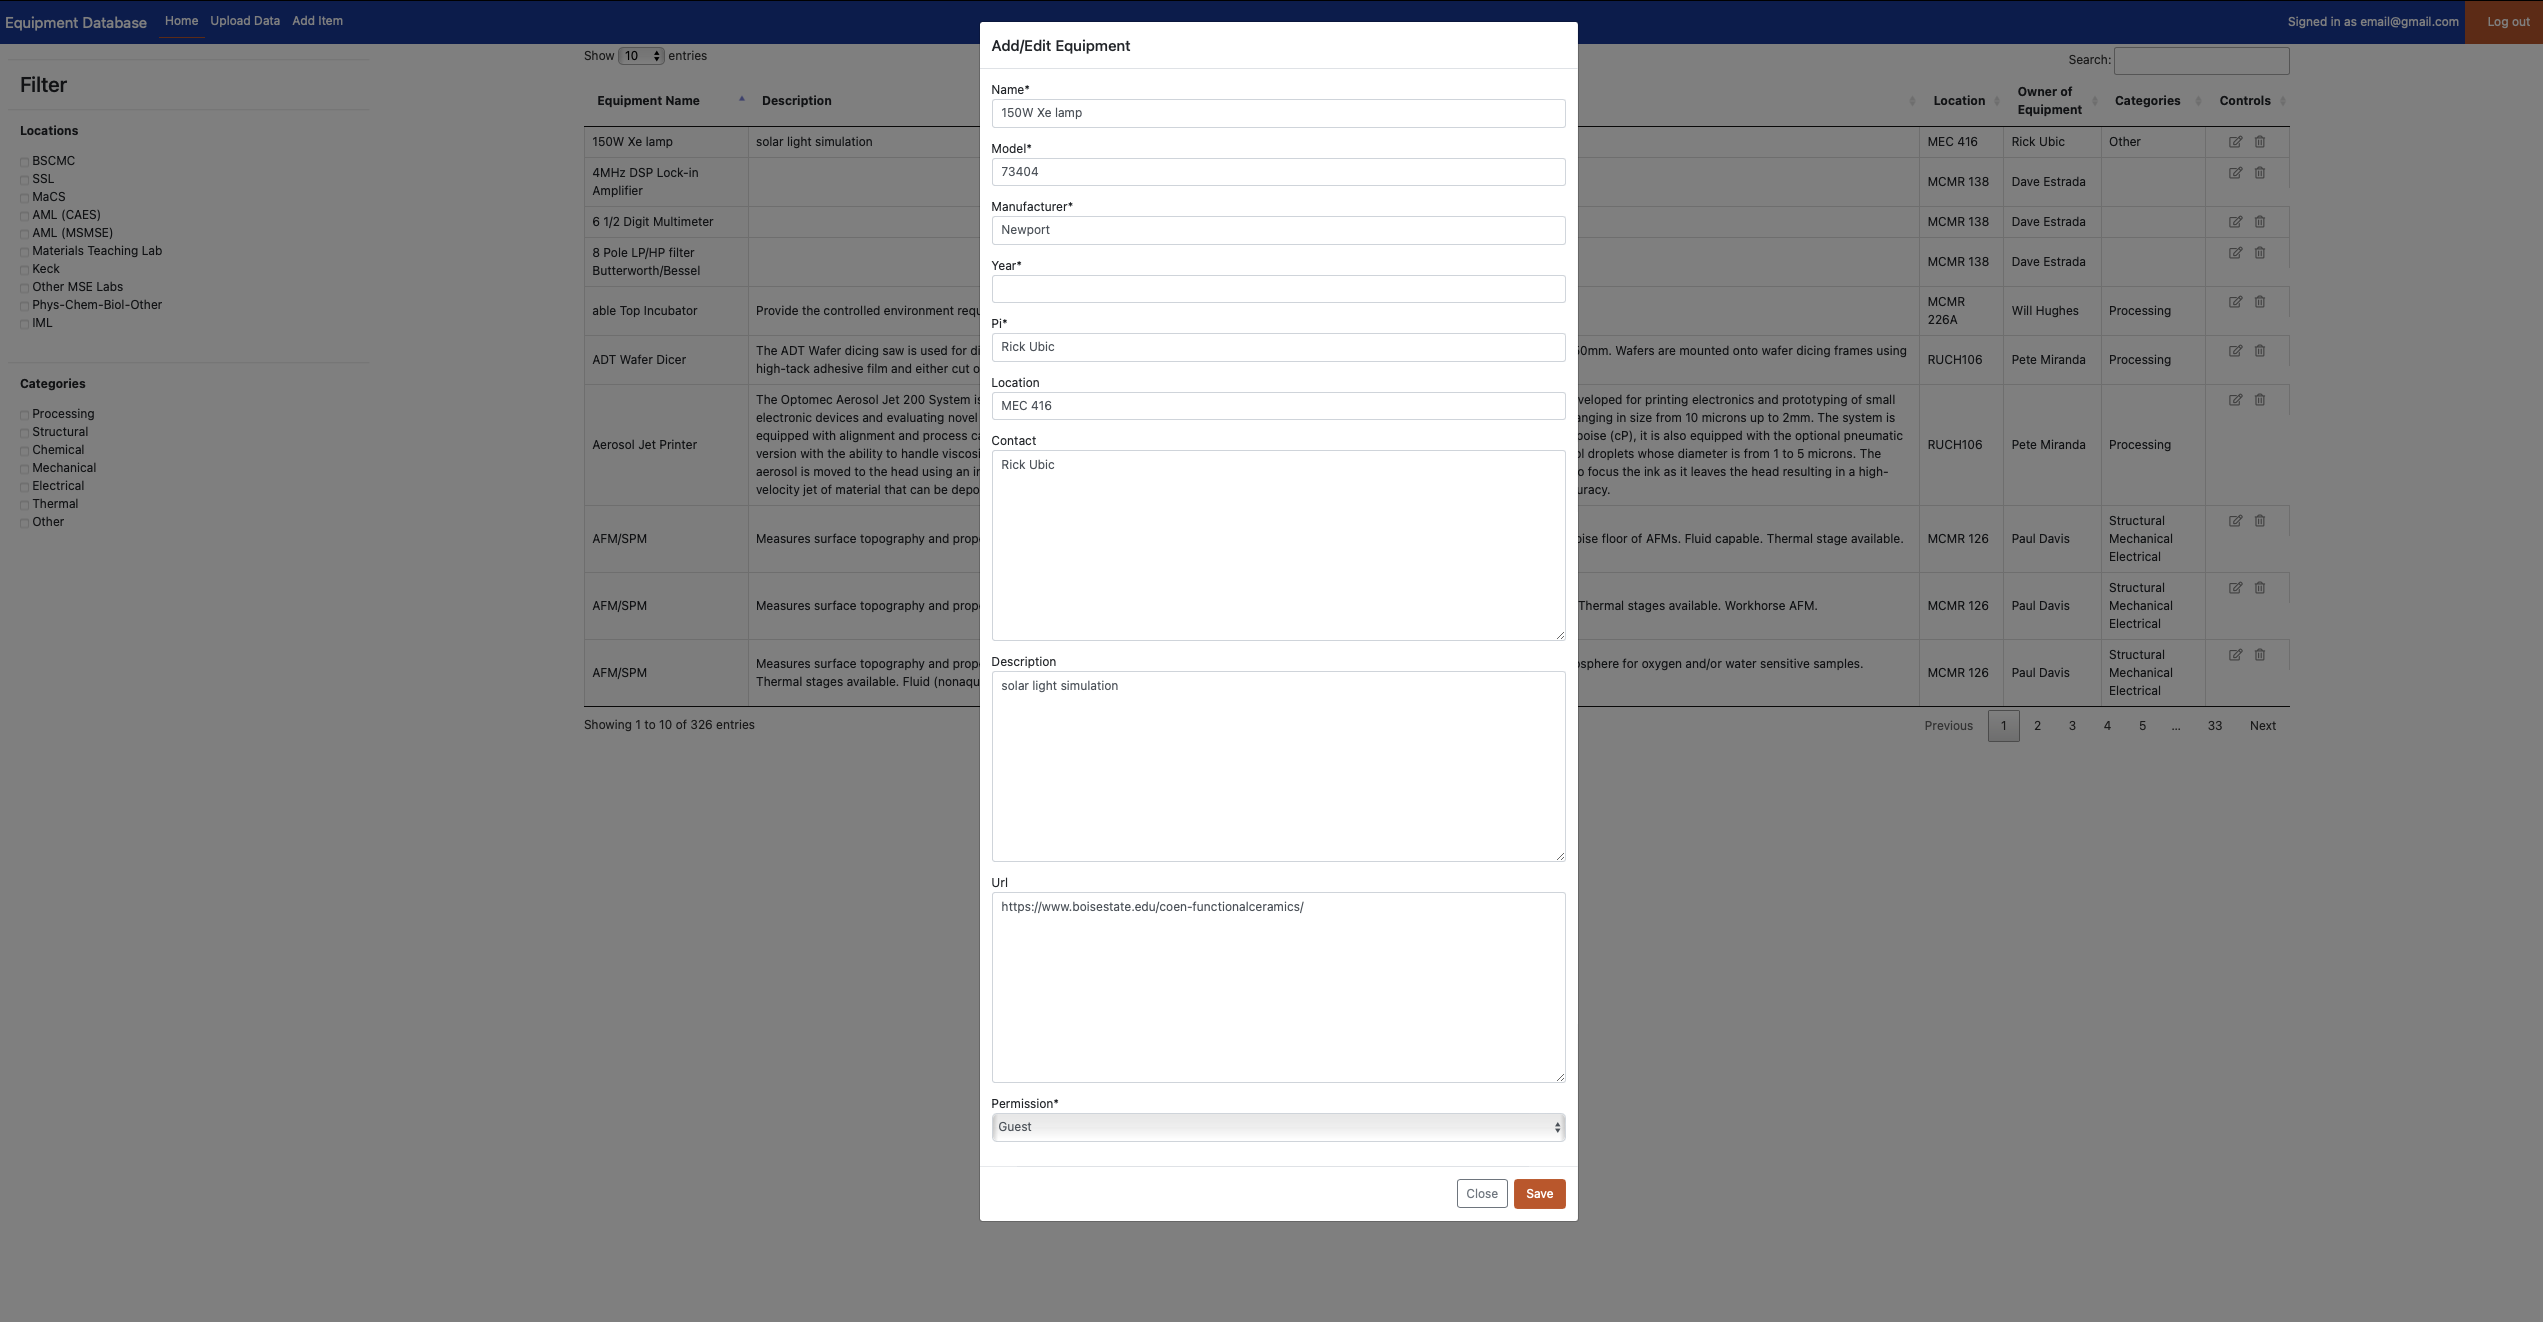 Equipment Database Home Upload Data Add Item Signed in as email@gmail.com Log out
Filter
Locations
BSCMC
SSL
MaCS
AML (CAES)
AML (MSMSE)
Materials Teaching Lab
Keck
Other MSE Labs
Phys-Chem-Biol-Other
IML
Categories
Processing
Structural
Chemical
Mechanical
Electrical
Thermal
Other
Show 10 entries
Search:
Equipment Name Description Location Owner of Equipment Categories Controls
150W Xe lamp solar light simulation MEC 416 Rick Ubic Other
4MHz DSP Lock-in
Amplifier
MCMR 138 Dave Estrada
6 1/2 Digit Multimeter MCMR 138 Dave Estrada
8 Pole LP/HP filter
Butterworth/Bessel
MCMR 138 Dave Estrada
able Top Incubator Provide the controlled environment MCMR 226A Will Hughes Processing
ADT Wafer Dicer
The ADT Wafer dicing saw is used for 0mm. Wafers are mounted onto wafer dicing frames using
high-tack adhesive film and either cut
RUCH106 Pete Miranda Processing
Aerosol Jet Printer
The Optomec Aerosol Jet 200 System is veloped for printing electronics and prototyping of small
electronic devices and evaluating novel anging in size from 10 microns up to 2mm. The system is
equipped with alignment and process poise (cP), it is also equipped with the optional pneumatic
version with the ability to handle droplets whose diameter is from 1 to 5 microns. The
aerosol is moved to the head using an focus the ink as it leaves the head resulting in a high-
velocity jet of material that can be uracy.
RUCH106 Pete Miranda Processing
AFM/SPM Measures surface topography and oise floor of AFMs. Fluid capable. Thermal stage available. MCMR 126 Paul Davis
Structural
Mechanical
Electrical
AFM/SPM Measures surface topography and Thermal stages available. Workhorse AFM. MCMR 126 Paul Davis
Structural
Mechanical
Electrical
AFM/SPM
Measures surface topography and osphere for oxygen and/or water sensitive samples.
Thermal stages available. Fluid
MCMR 126 Paul Davis
Structural
Mechanical
Electrical
Showing 1 to 10 of 326 entries
Previous 1 2 3 4 5 ... 33 Next
Add/Edit Equipment
Name*
150W Xe lamp
Model*
73404
Manufacturer*
Newport
Year*
Pi*
Rick Ubic
Location
MEC 416
Contact
Rick Ubic
Description
solar light simulation
Url
https://www.boisestate.edu/coen-functionalceramics/
Permission*
Guest
Close Save